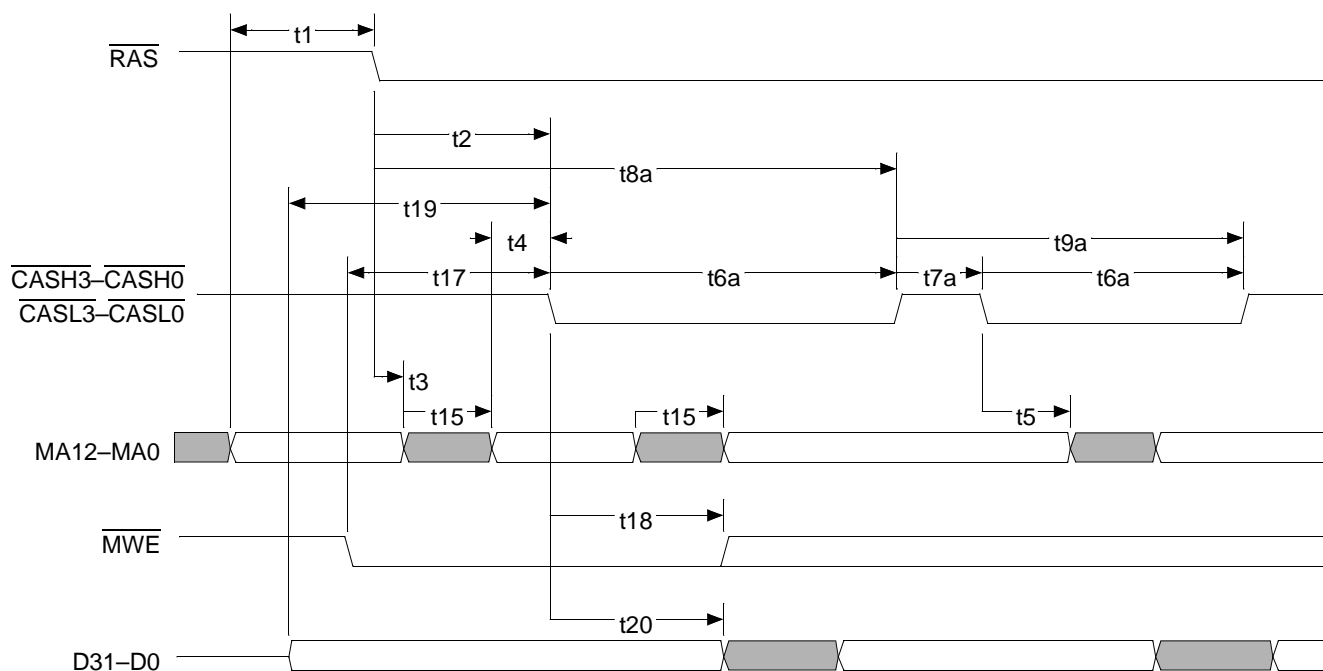 t1
RAS
t2
t8a
t19
t4
t9a
CASH3–CASH0
t17
t6a
t7a
t6a
CASL3–CASL0
t3
t15
t15
t5
MA12–MA0
t18
MWE
t20
D31–D0